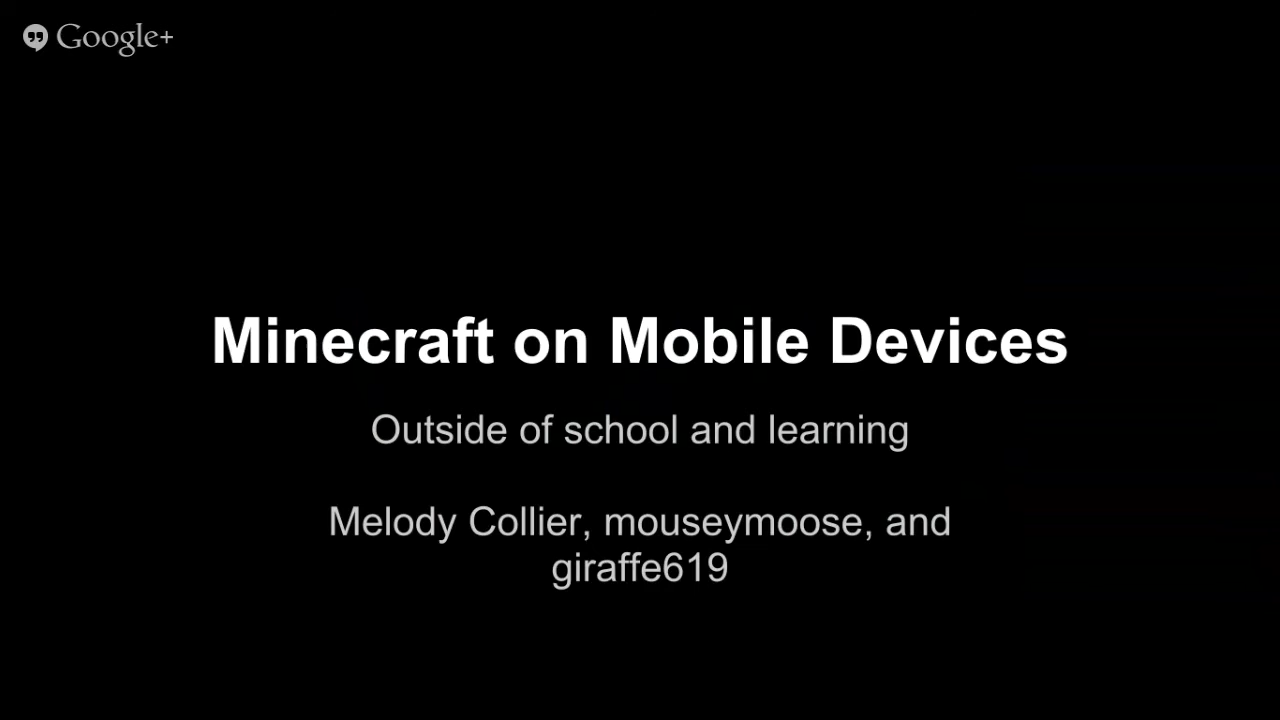 Google+
Minecraft on Mobile Devices
Outside of school and learning
Melody Collier, mouseymoose, and
giraffe619